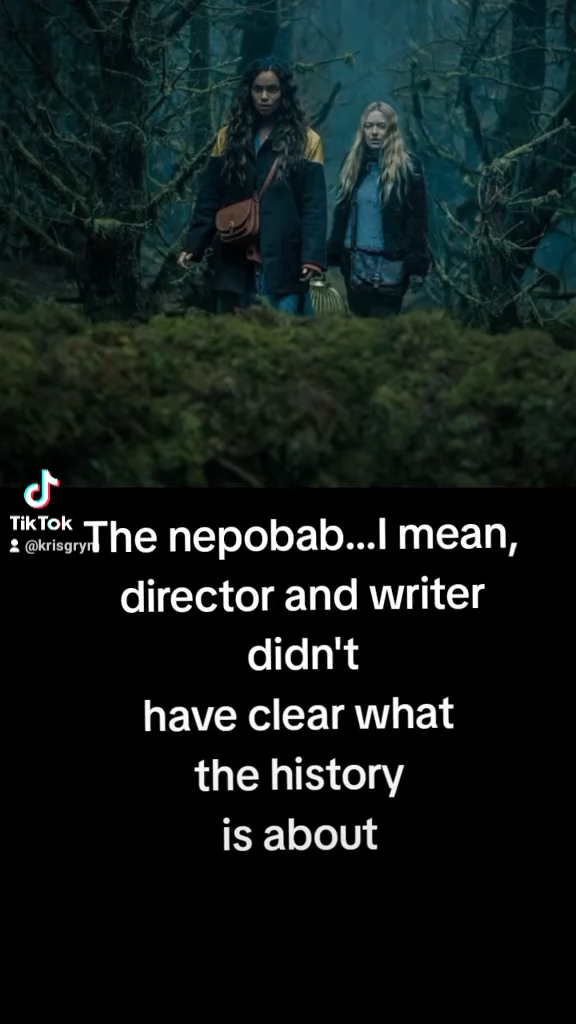 TikTok
@krisgryn
The nepobab...I mean,
director and writer
didn't
have clear what
the history
is about